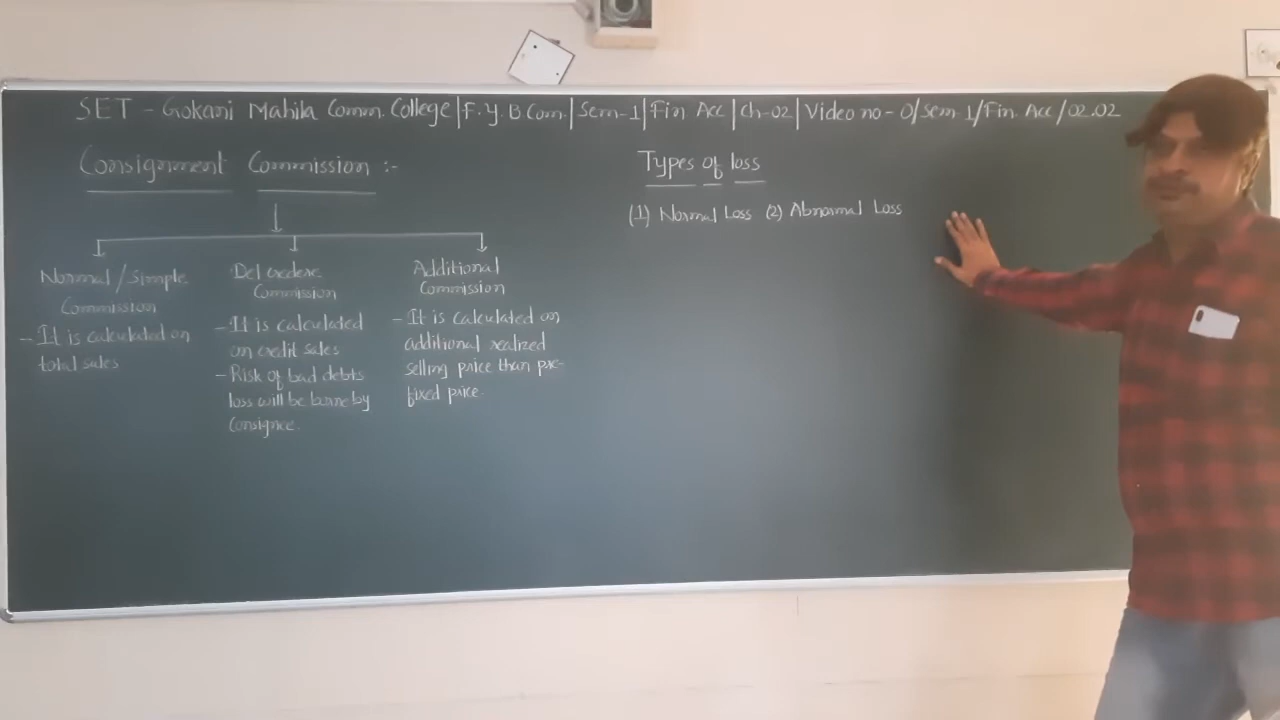 SET - Gokani Mahila Comm. College | F. Y. B Com. | Sem-1 | Fin Acc | Ch-02 | Video no - 0/Sem.1/Fin. Acc/02.02
Consignment Commission :-
Normal/Simple
Commission
- It is calculated on
total sales
Del credere
Commission
- It is calculated
on credit sales
- Risk of bad debts
loss will be borne by
Consignee.
Additional
Commission
- It is calculated on
additional realized
selling price than pre-
fixed price.
Types of loss
(1) Normal Loss (2) Abnormal Loss